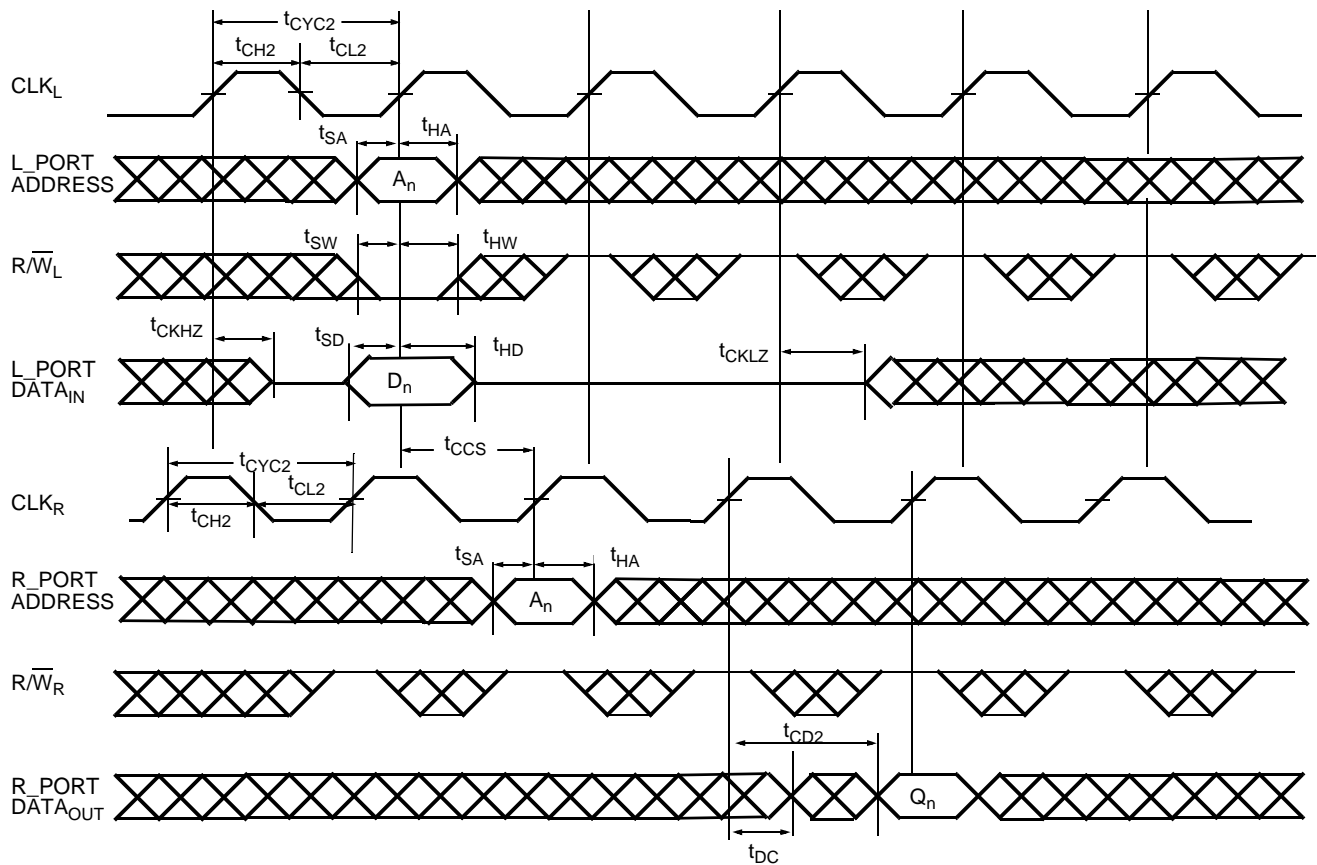 tCYC2
tCH2 tCL2
CLKL
tSA tHA
L_PORT
ADDRESS
An
tSW tHW
R/W̅L
tCKHZ tSD tHD tCKLZ
L_PORT
DATAIN
Dn
tCCS
tCYC2
tCL2
CLKR
tCH2
tSA tHA
R_PORT
ADDRESS
An
R/W̅R
tCD2
R_PORT
DATAOUT
Qn
tDC